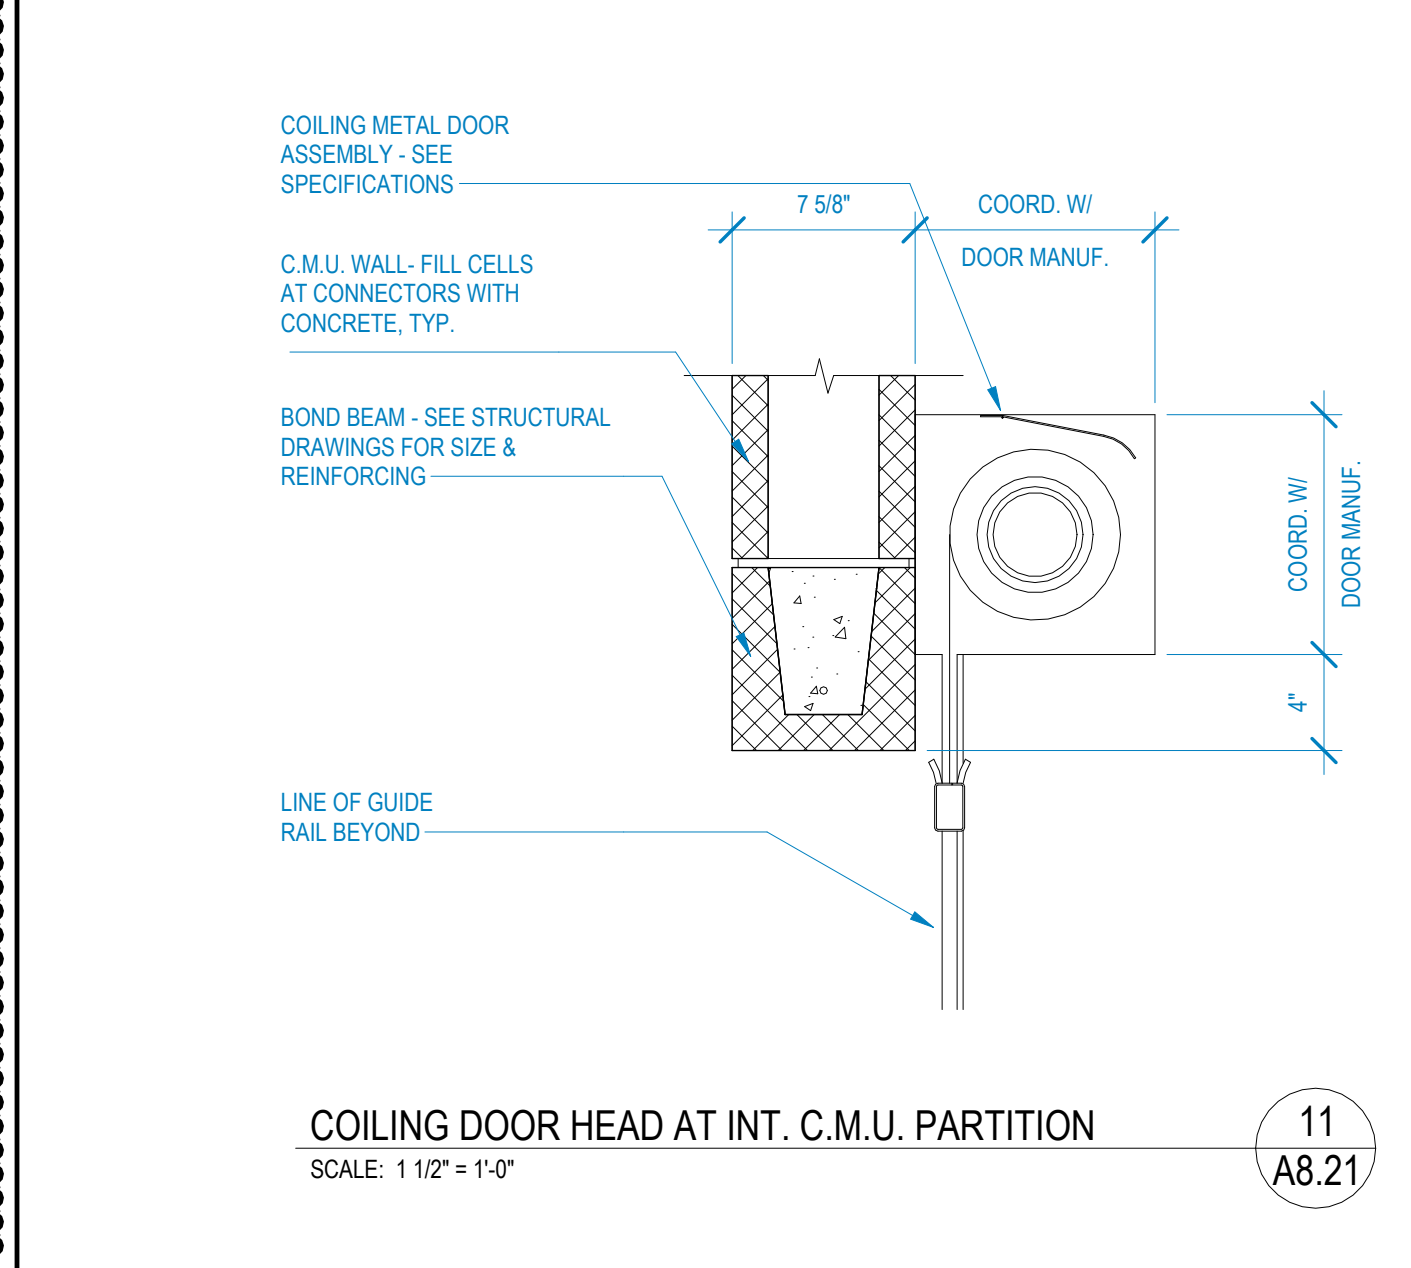 COILING METAL DOOR
ASSEMBLY - SEE
SPECIFICATIONS
7 5/8"
COORD. W/
DOOR MANUF.
C.M.U. WALL- FILL CELLS
AT CONNECTORS WITH
CONCRETE, TYP.
BOND BEAM - SEE STRUCTURAL
DRAWINGS FOR SIZE &
REINFORCING
COORD. W/
DOOR MANUF.
4"
LINE OF GUIDE
RAIL BEYOND
COILING DOOR HEAD AT INT. C.M.U. PARTITION
SCALE: 1 1/2" = 1'-0"
11
A8.21